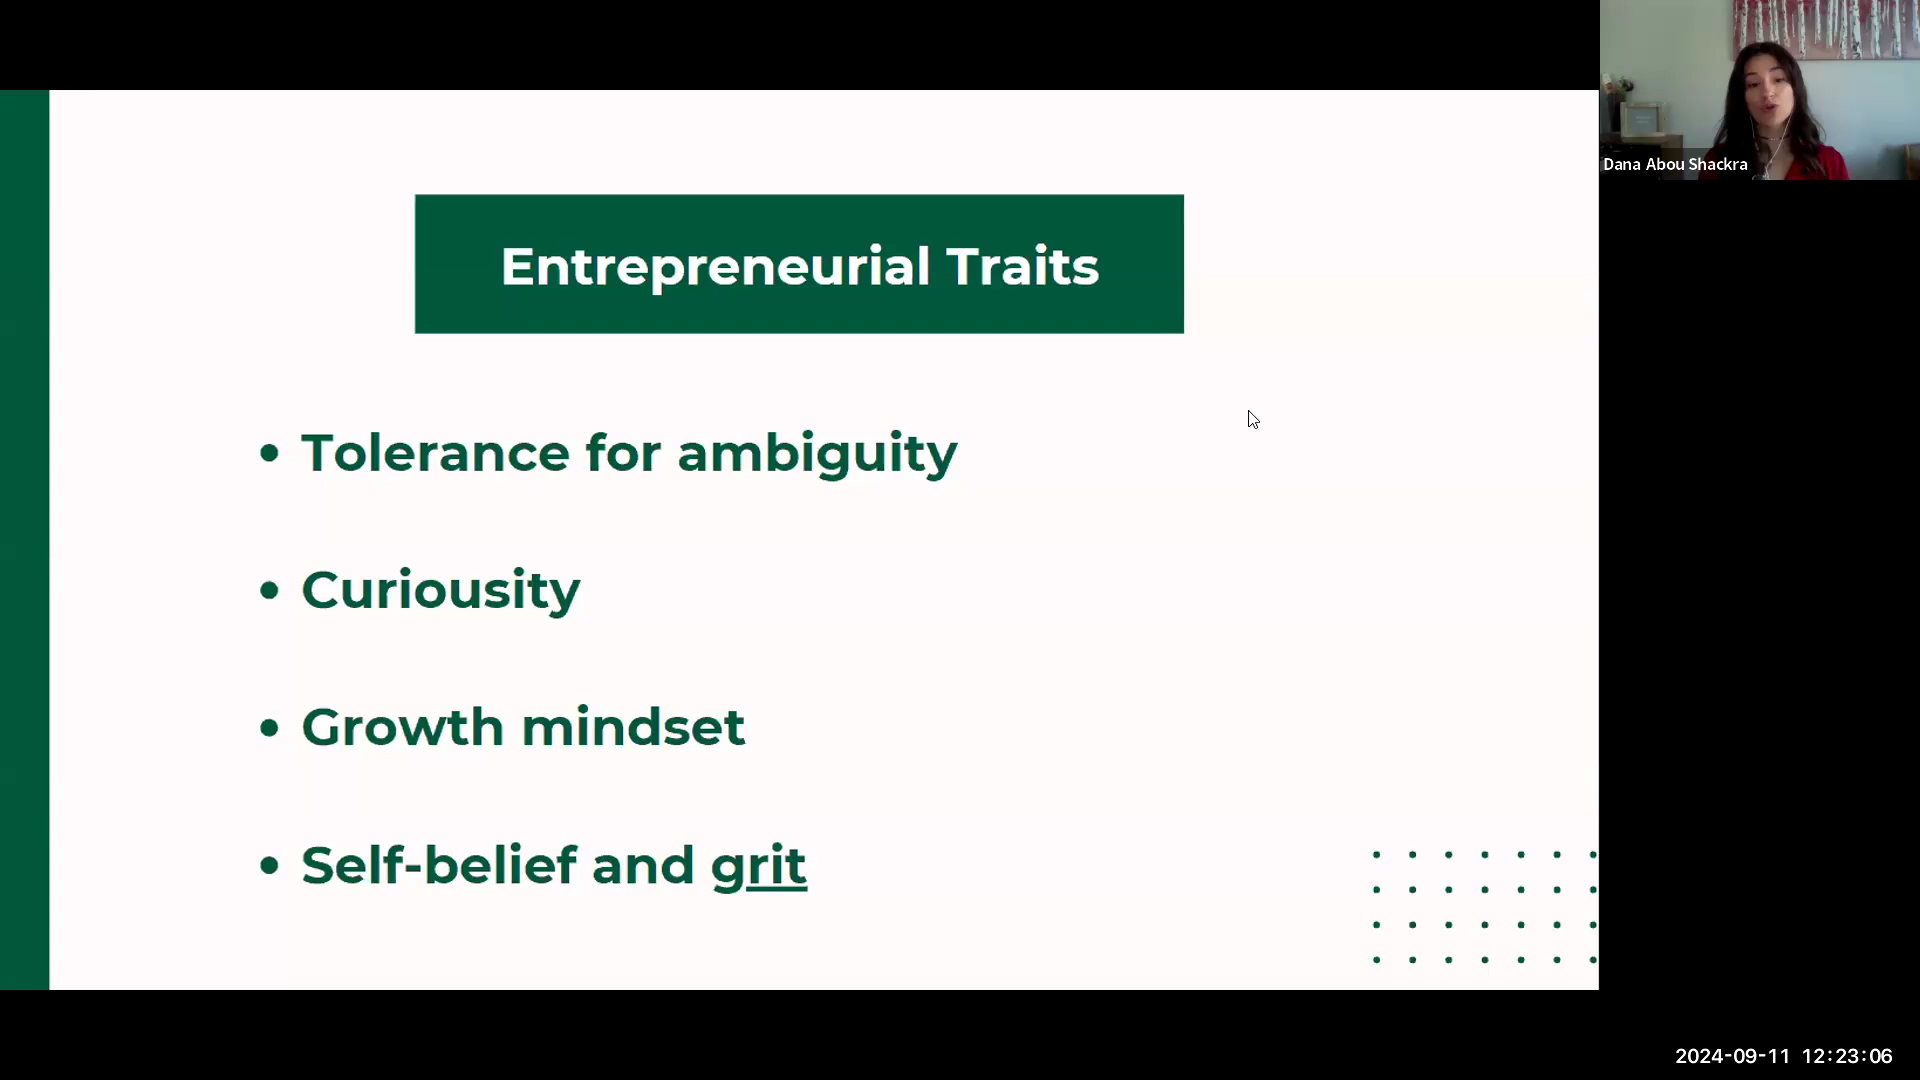 Entrepreneurial Traits
• Tolerance for ambiguity
• Curiousity
• Growth mindset
• Self-belief and grit
Dana Abou Shackra
2024-09-11 12:23:06